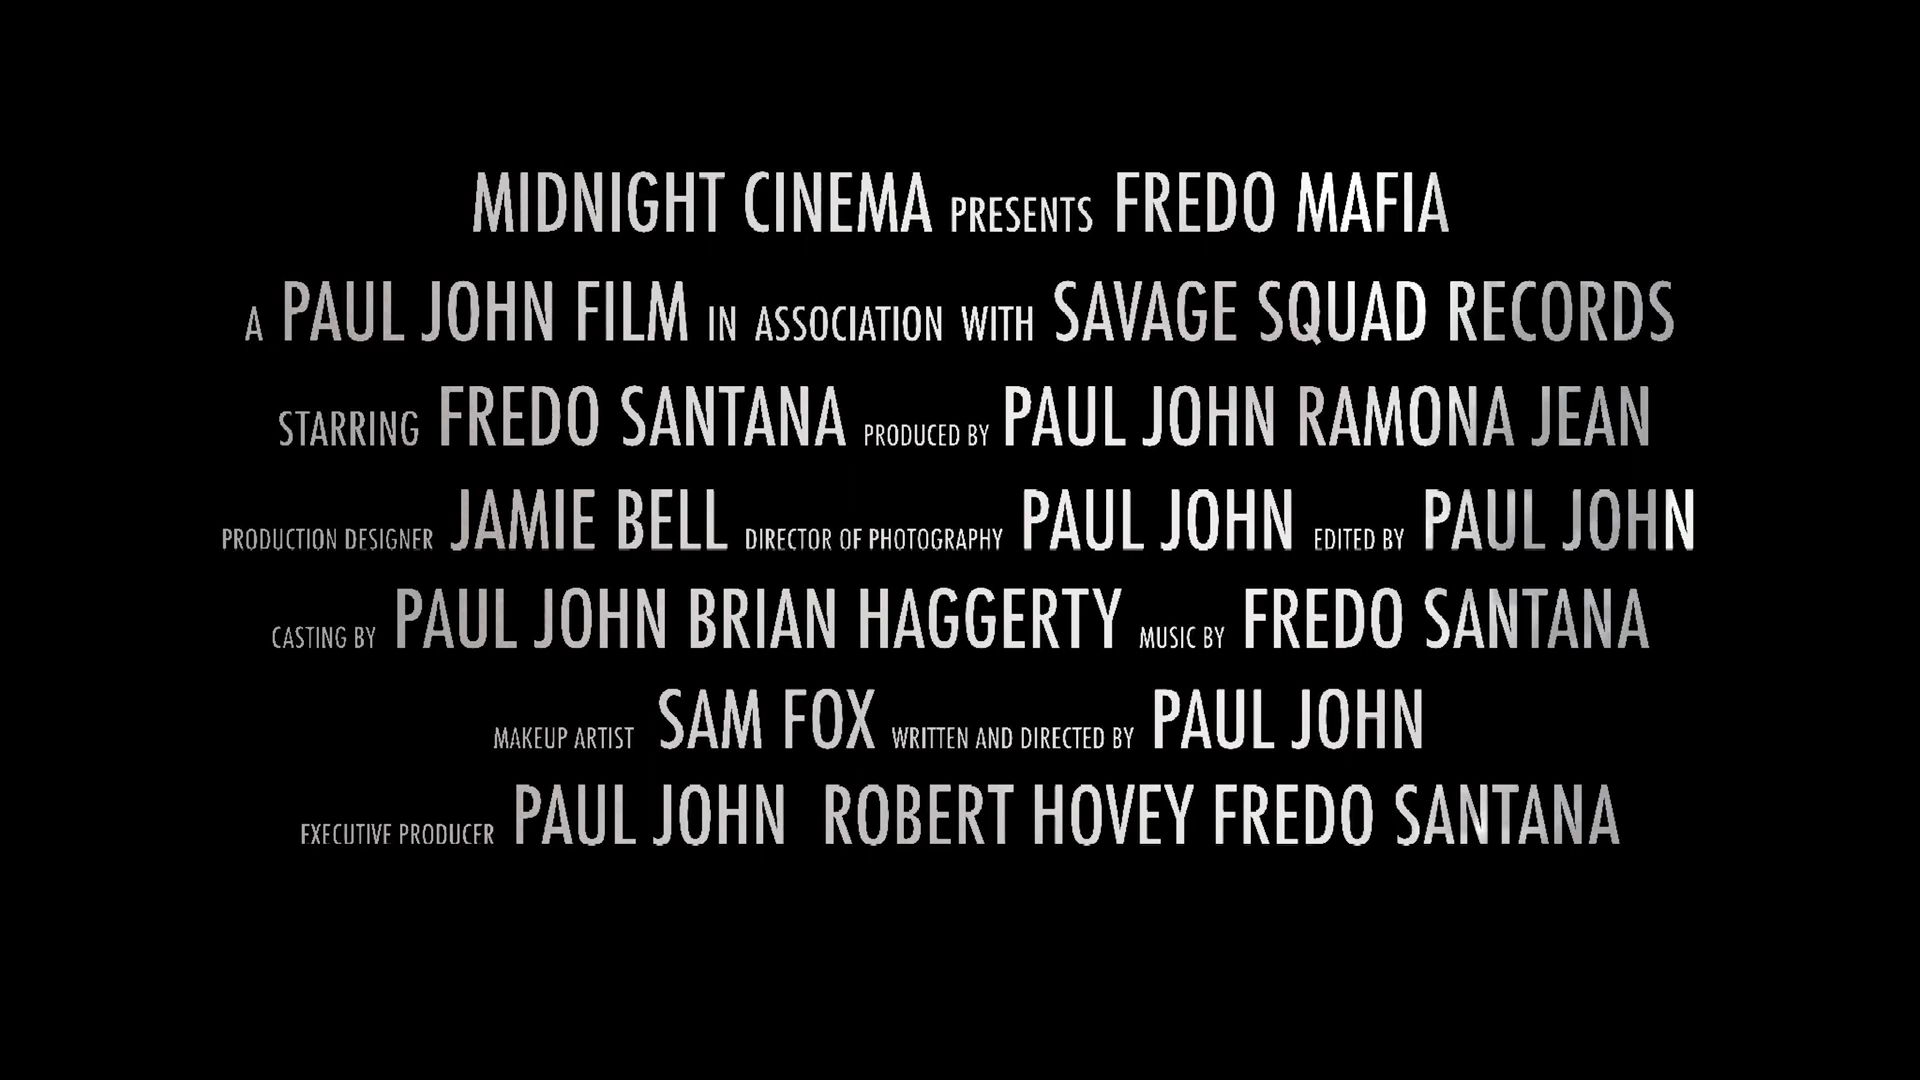 MIDNIGHT CINEMA PRESENTS FREDO MAFIA
A PAUL JOHN FILM IN ASSOCIATION WITH SAVAGE SQUAD RECORDS
STARRING FREDO SANTANA PRODUCED BY PAUL JOHN RAMONA JEAN
PRODUCTION DESIGNER JAMIE BELL DIRECTOR OF PHOTOGRAPHY PAUL JOHN EDITED BY PAUL JOHN
CASTING BY PAUL JOHN BRIAN HAGGERTY MUSIC BY FREDO SANTANA
MAKEUP ARTIST SAM FOX WRITTEN AND DIRECTED BY PAUL JOHN
EXECUTIVE PRODUCER PAUL JOHN ROBERT HOVEY FREDO SANTANA